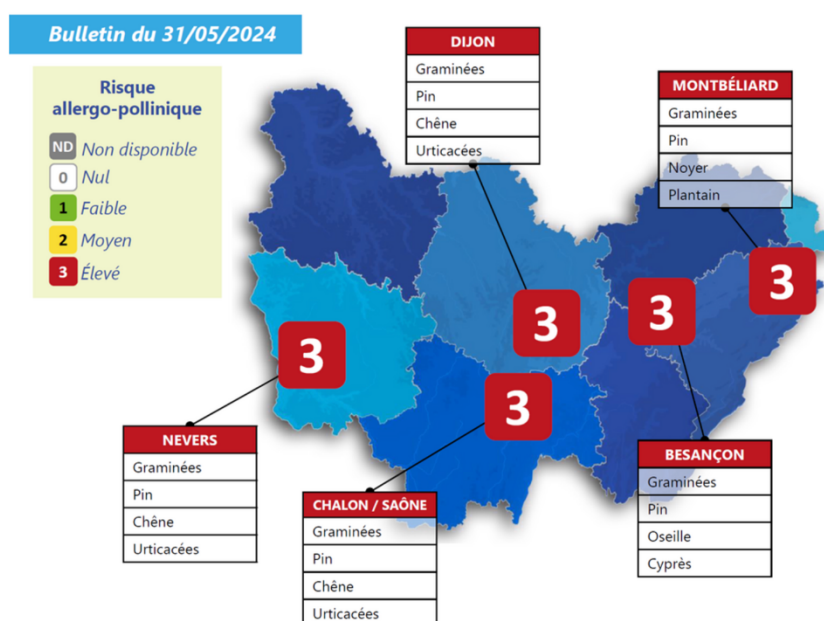 Bulletin du 31/05/2024
Risque
allergo-pollinique
ND Non disponible
0 Nul
1 Faible
2 Moyen
3 Élevé
DIJON
Graminées
Pin
Chêne
Urticacées
MONTBÉLIARD
Graminées
Pin
Noyer
Plantain
3
3
3
3
3
NEVERS
Graminées
Pin
Chêne
Urticacées
CHALON / SAÔNE
Graminées
Pin
Chêne
Urticacées
BESANÇON
Graminées
Pin
Oseille
Cyprès